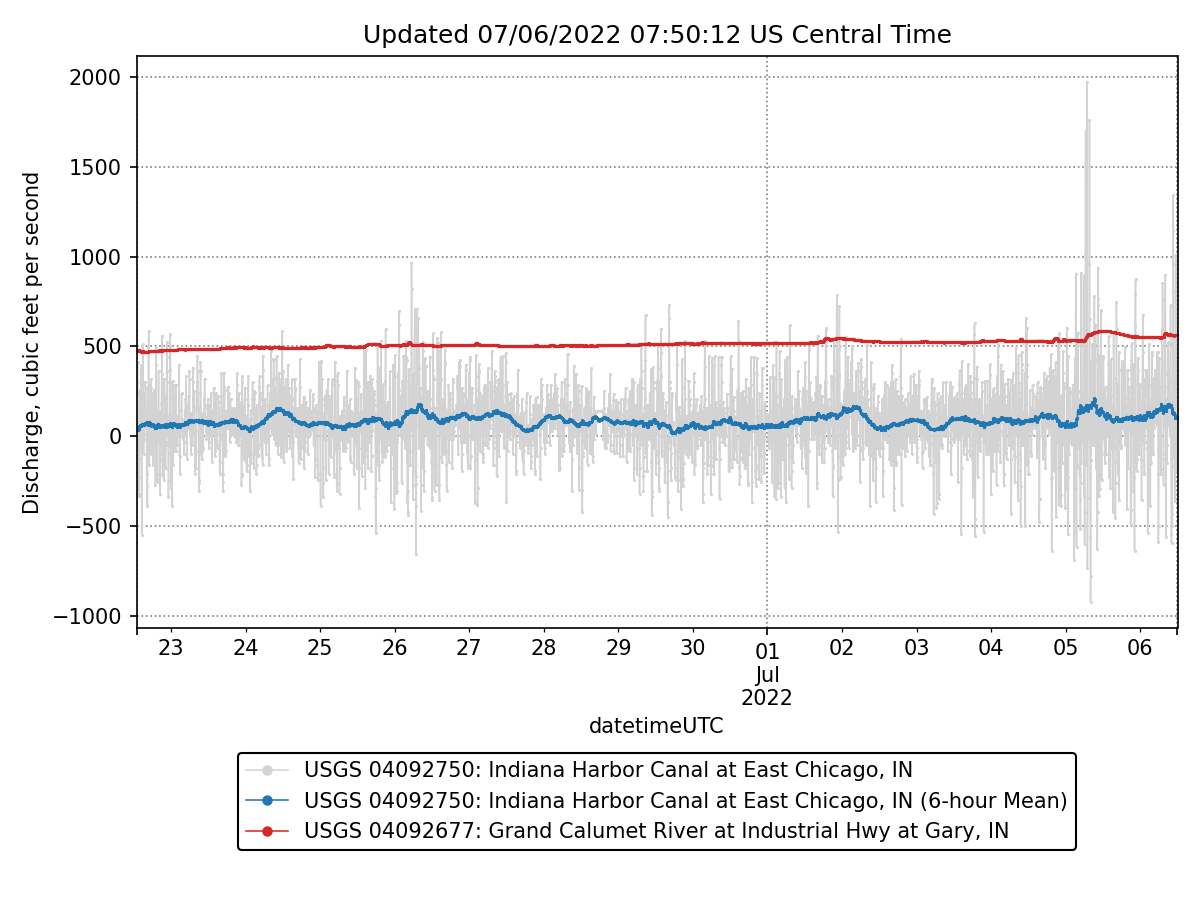 Updated 07/06/2022 07:50:12 US Central Time
Discharge, cubic feet per second
2000
1500
1000
500
0
−500
−1000
23 24 25 26 27 28 29 30 01 02 03 04 05 06
Jul
2022
datetimeUTC
USGS 04092750: Indiana Harbor Canal at East Chicago, IN
USGS 04092750: Indiana Harbor Canal at East Chicago, IN (6-hour Mean)
USGS 04092677: Grand Calumet River at Industrial Hwy at Gary, IN